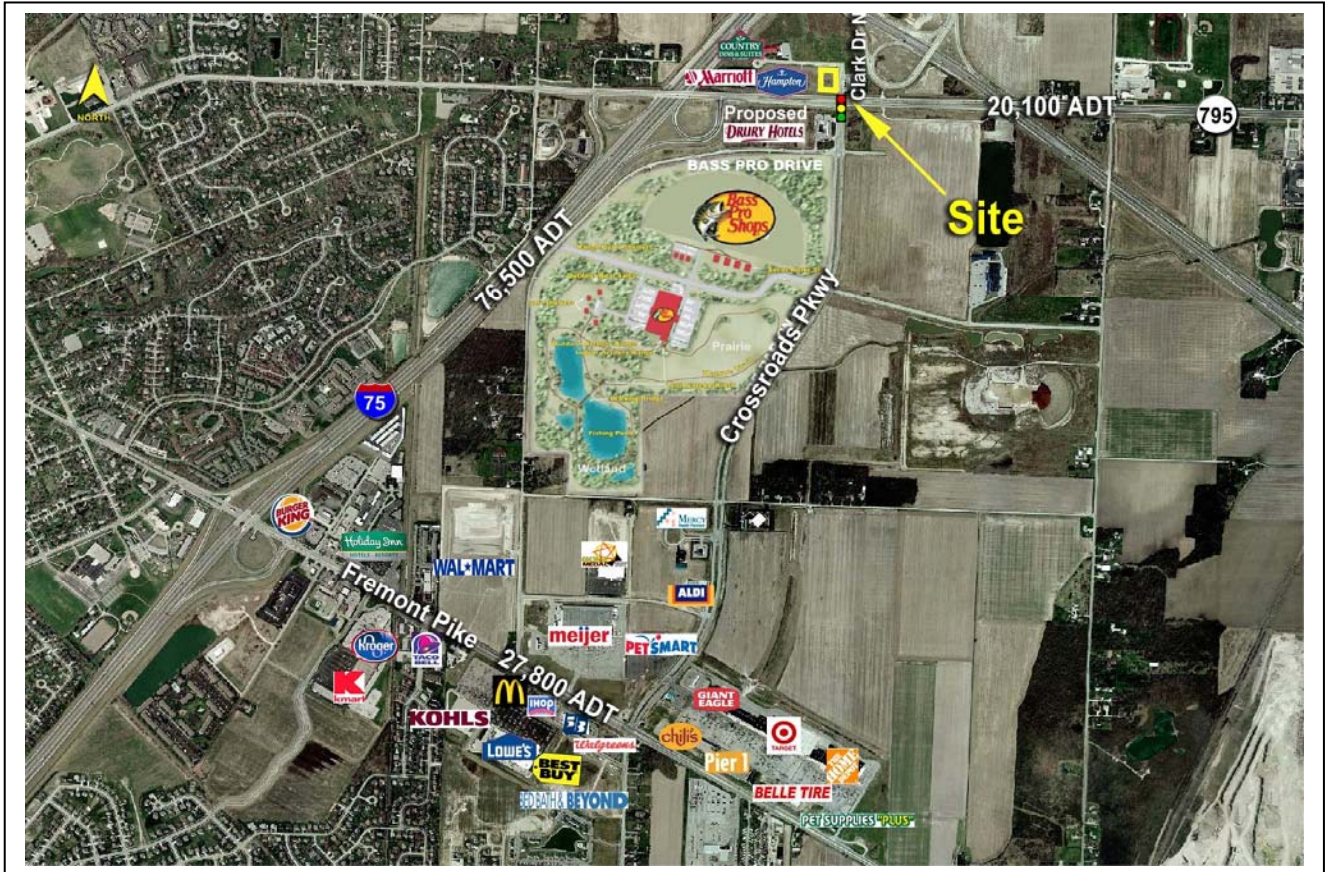 COUNTRY
INNS & SUITES
Clark Dr N
Marriott
Hampton
NORTH
20,100 ADT
795
Proposed
DRURY HOTELS
BASS PRO DRIVE
Bass
Pro
Shops
Site
76,500 ADT
Prairie
Crossroads Pkwy
75
Fishing Pond
Wetland
BURGER
KING
Holiday Inn
MERCY
WAL★MART
MEDAL
ALDI
Fremont Pike
meijer
PETSMART
Kroger
TACO
BELL
27,800 ADT
kmart
IHOP
GIANT
EAGLE
KOHLS
chili's
TARGET
Walgreens
LOWE'S
Pier 1
THE
HOME
DEPOT
BEST
BUY
BELLE TIRE
BED BATH & BEYOND
PET SUPPLIES "PLUS"